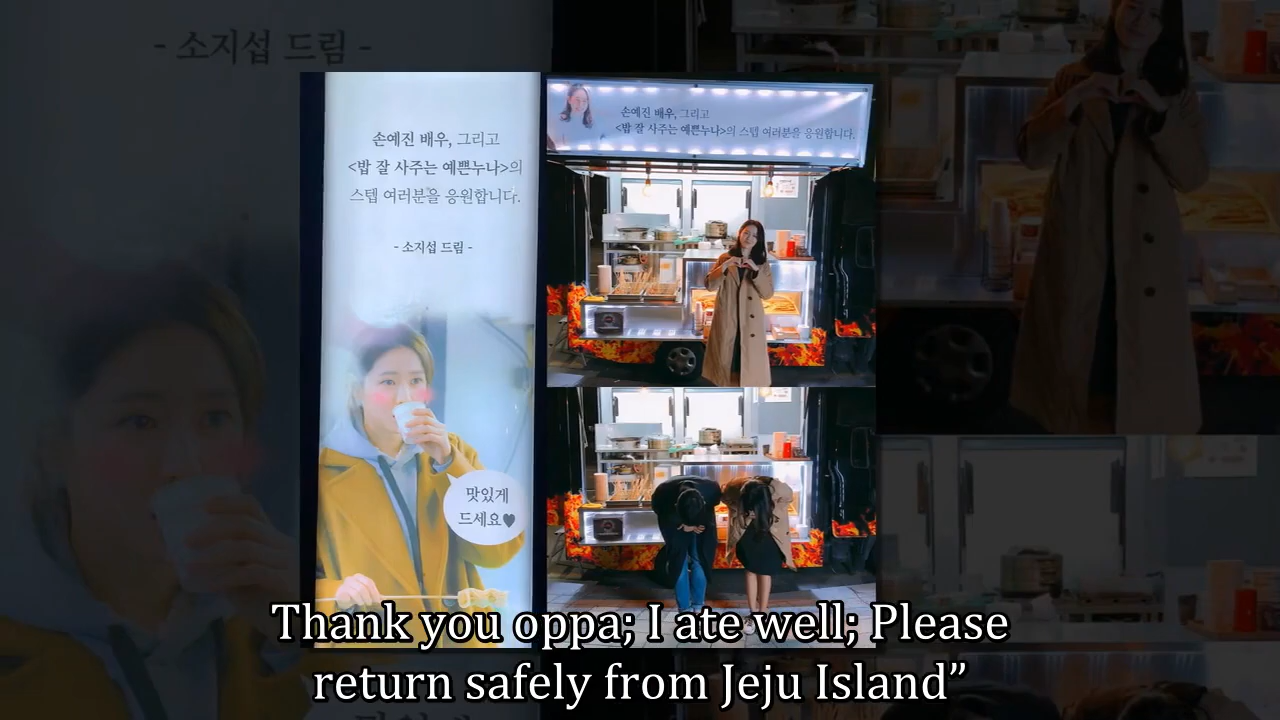 - 소지섭 드림 -
손예진 배우, 그리고
<밥 잘 사주는 예쁜누나>의
스텝 여러분을 응원합니다.
- 소지섭 드림 -
맛있게
드세요♥
손예진 배우, 그리고
<밥 잘 사주는 예쁜누나>의 스텝 여러분을 응원합니다.
Thank you oppa; I ate well; Please
return safely from Jeju Island”